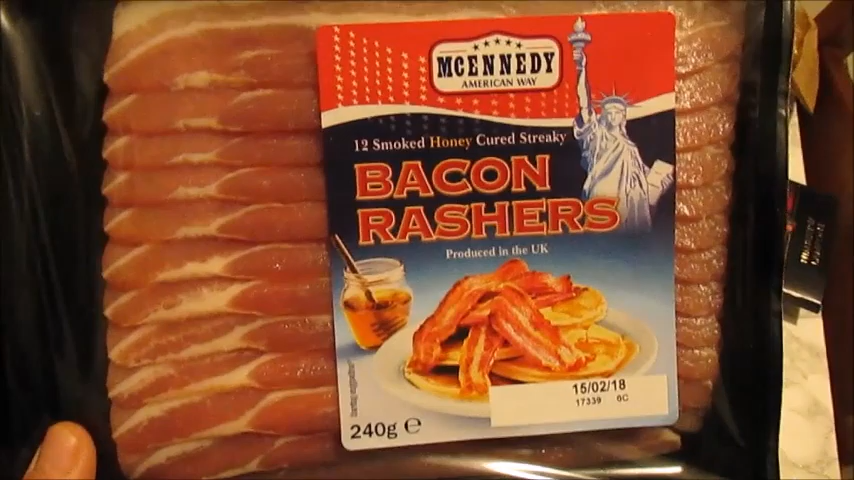 MCENNEDY
AMERICAN WAY
12 Smoked Honey Cured Streaky
BACON
RASHERS
Produced in the UK
15/02/18
17339 6C
240g ℮